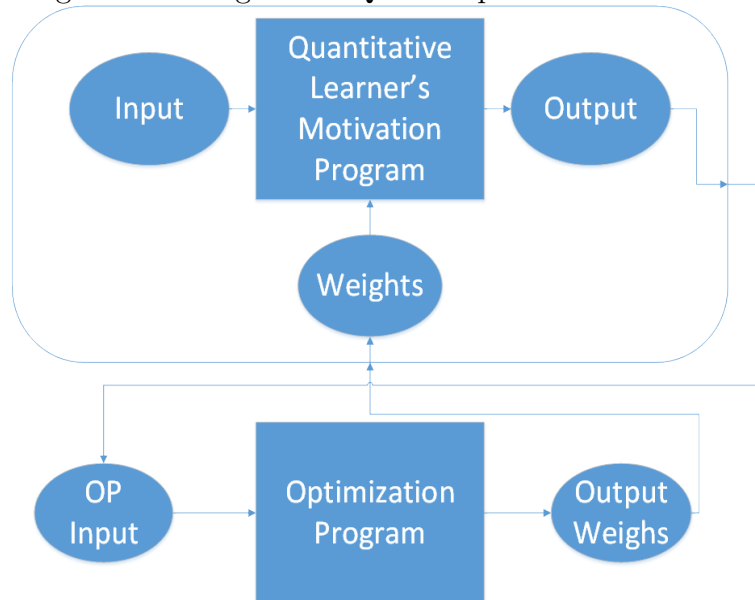 Quantitative
Learner's
Motivation
Program
Input
Output
Weights
OP
Input
Optimization
Program
Output
Weighs